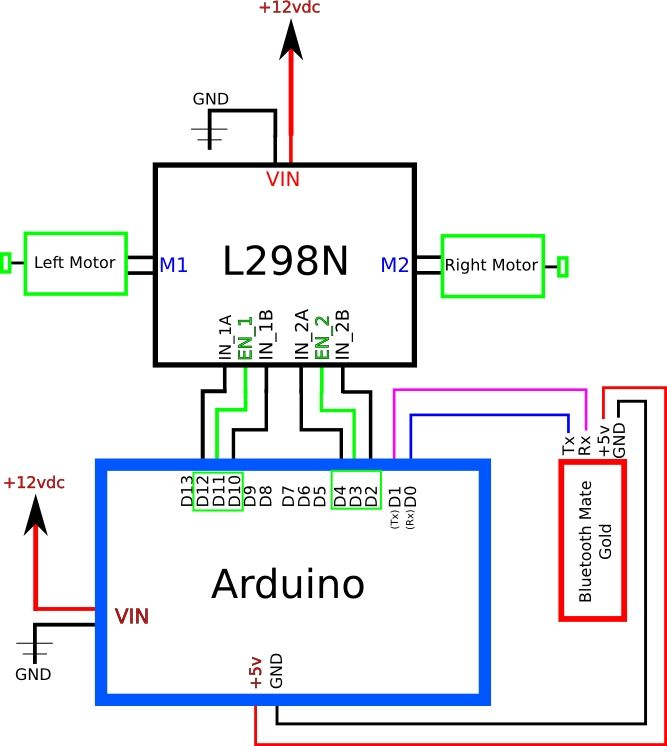 +12vdc
GND
VIN
L298N
Left Motor
M1
M2
Right Motor
IN_1A
EN_1
IN_1B
IN_2A
EN_2
IN_2B
Tx
Rx
+5v
GND
+12vdc
D13
D12
D11
D10
D9
D8
D7
D6
D5
D4
D3
D2
D1
D0
(Tx)
(Rx)
Bluetooth Mate
Gold
Arduino
VIN
GND
+5v
GND